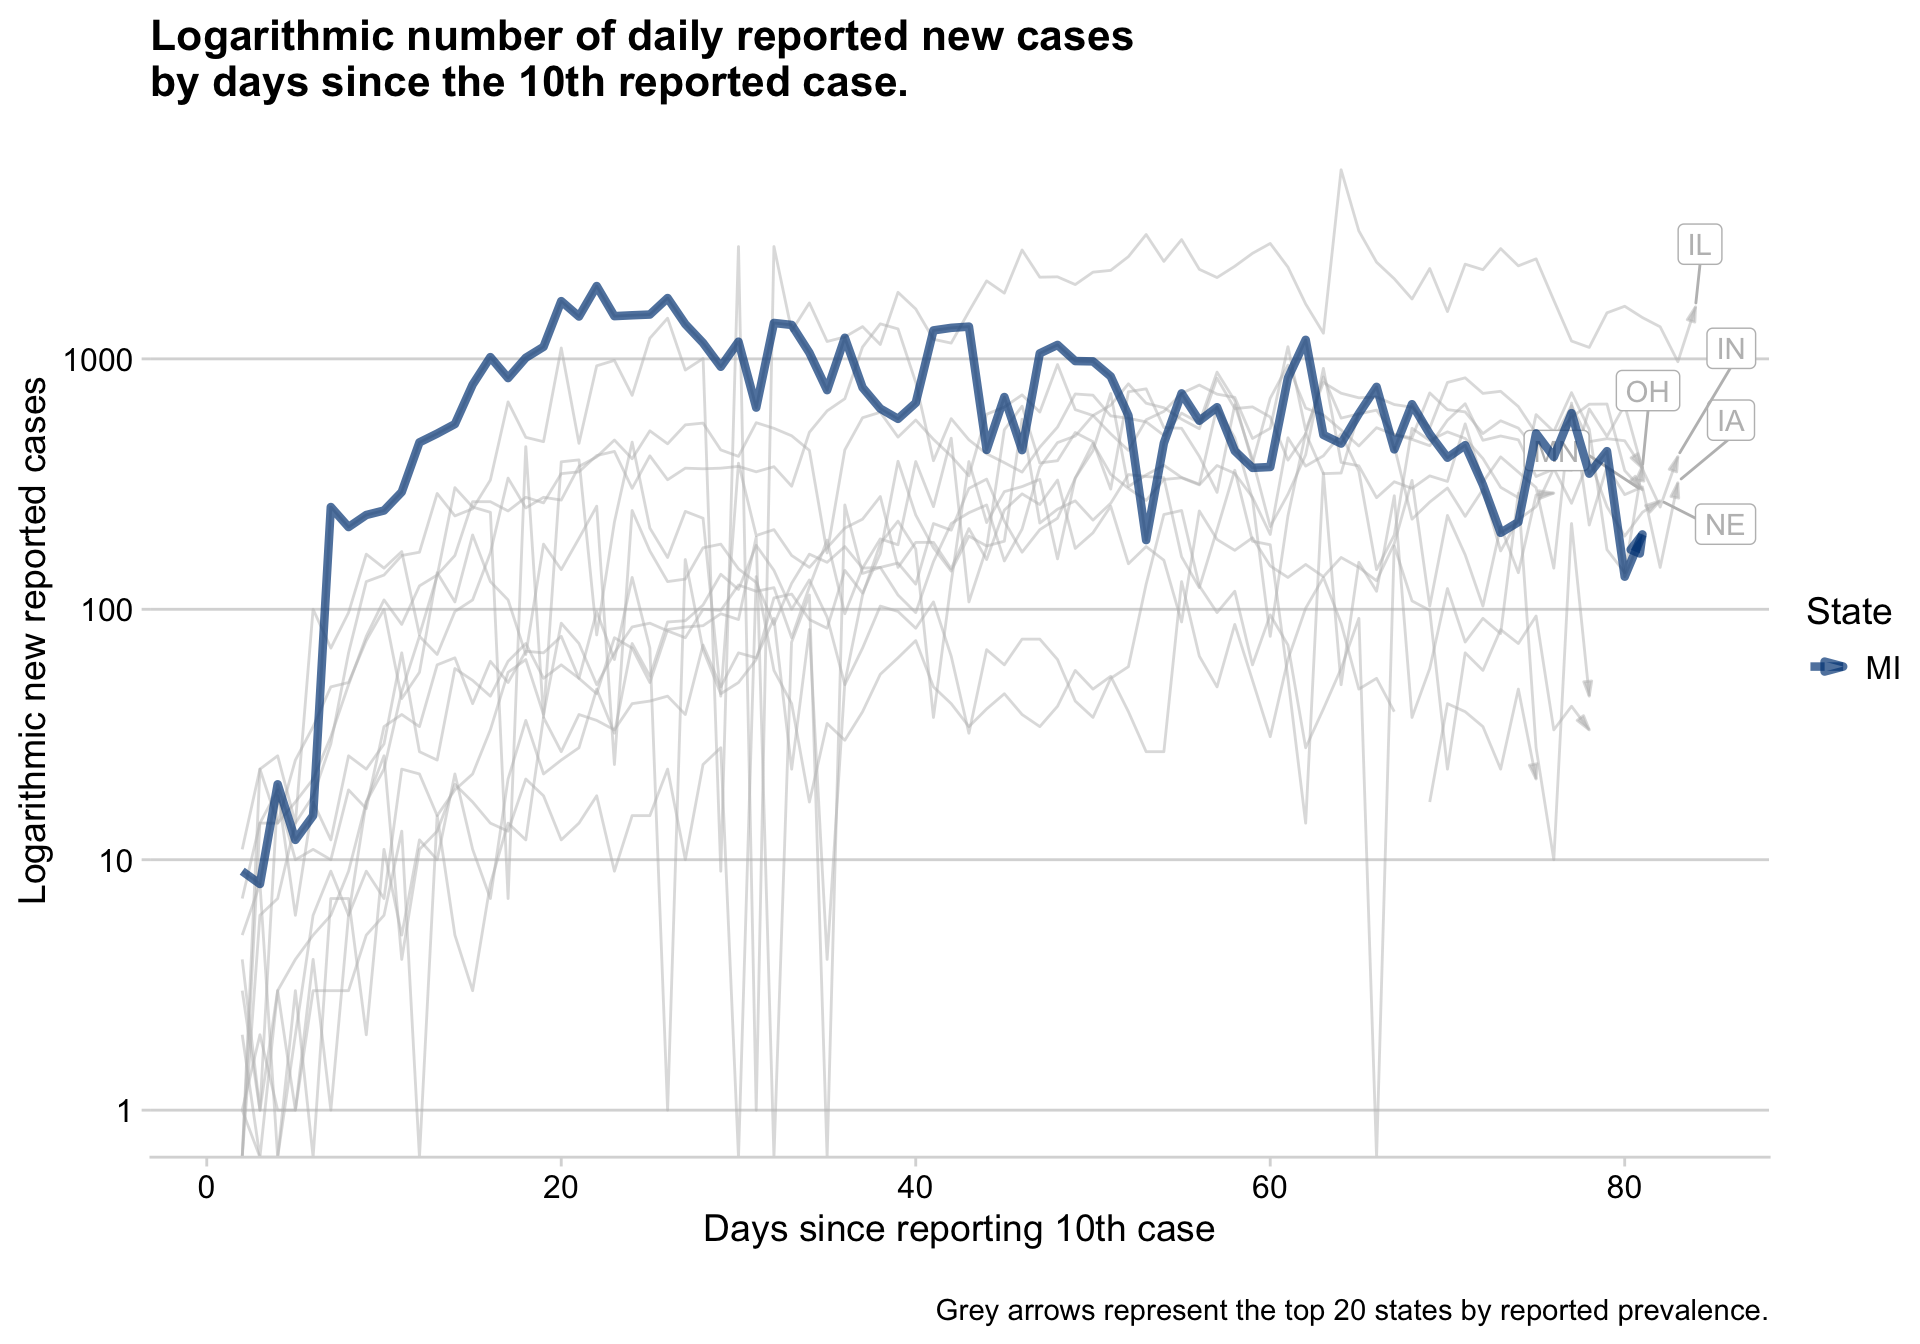 Logarithmic number of daily reported new cases
by days since the 10th reported case.
Logarithmic new reported cases
1000
100
10
1
IL
IN
OH
IA
MN
NE
State
MI
0
20
40
60
80
Days since reporting 10th case
Grey arrows represent the top 20 states by reported prevalence.